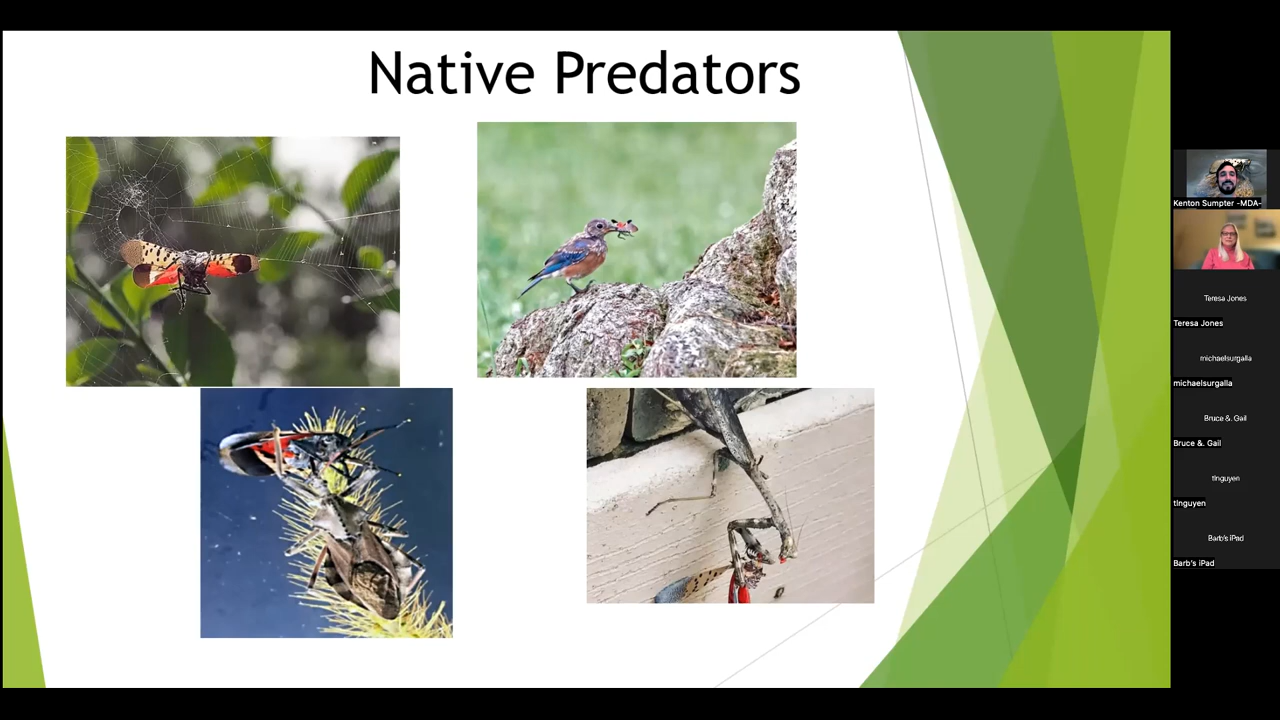 Native Predators
Kenton Sumpter -MDA-
Teresa Jones
Teresa Jones
michaelsurgalla
michaelsurgalla
Bruce &. Gail
Bruce &. Gail
tlnguyen
tlnguyen
Barb's iPad
Barb's iPad